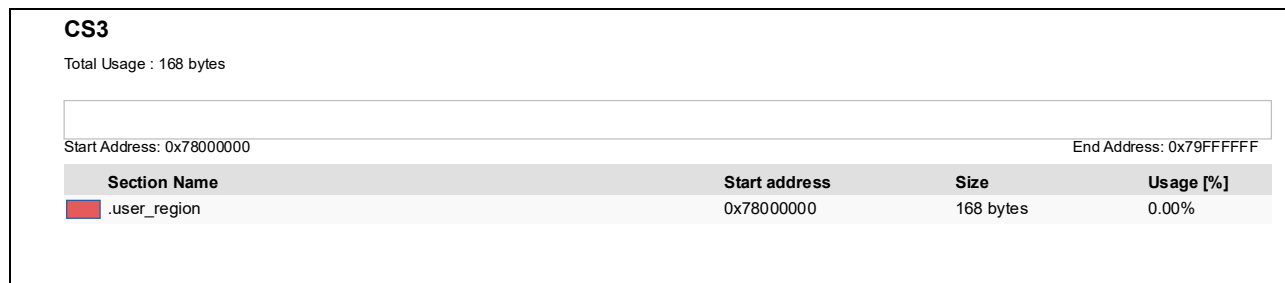 CS3
Total Usage : 168 bytes
Start Address: 0x78000000 End Address: 0x79FFFFFF
Section Name Start address Size Usage [%]
.user_region 0x78000000 168 bytes 0.00%